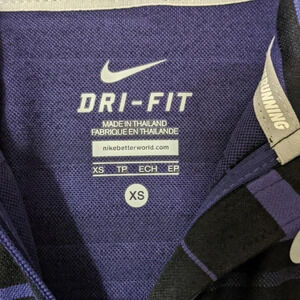 DRI-FIT
MADE IN THAILAND
FABRIQUE EN THAILANDE
nikebetterworld.com
XS TP ECH EP
XS
RUNNING